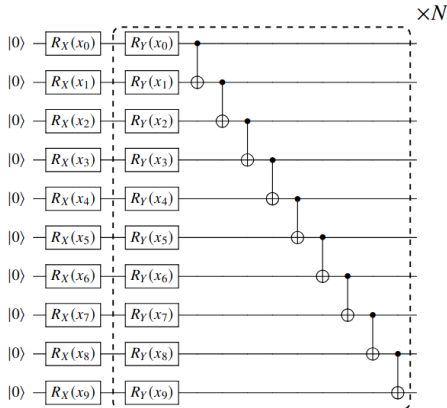 ×N
|0⟩ R_X(x_0) R_Y(x_0)
|0⟩ R_X(x_1) R_Y(x_1)
|0⟩ R_X(x_2) R_Y(x_2)
|0⟩ R_X(x_3) R_Y(x_3)
|0⟩ R_X(x_4) R_Y(x_4)
|0⟩ R_X(x_5) R_Y(x_5)
|0⟩ R_X(x_6) R_Y(x_6)
|0⟩ R_X(x_7) R_Y(x_7)
|0⟩ R_X(x_8) R_Y(x_8)
|0⟩ R_X(x_9) R_Y(x_9)